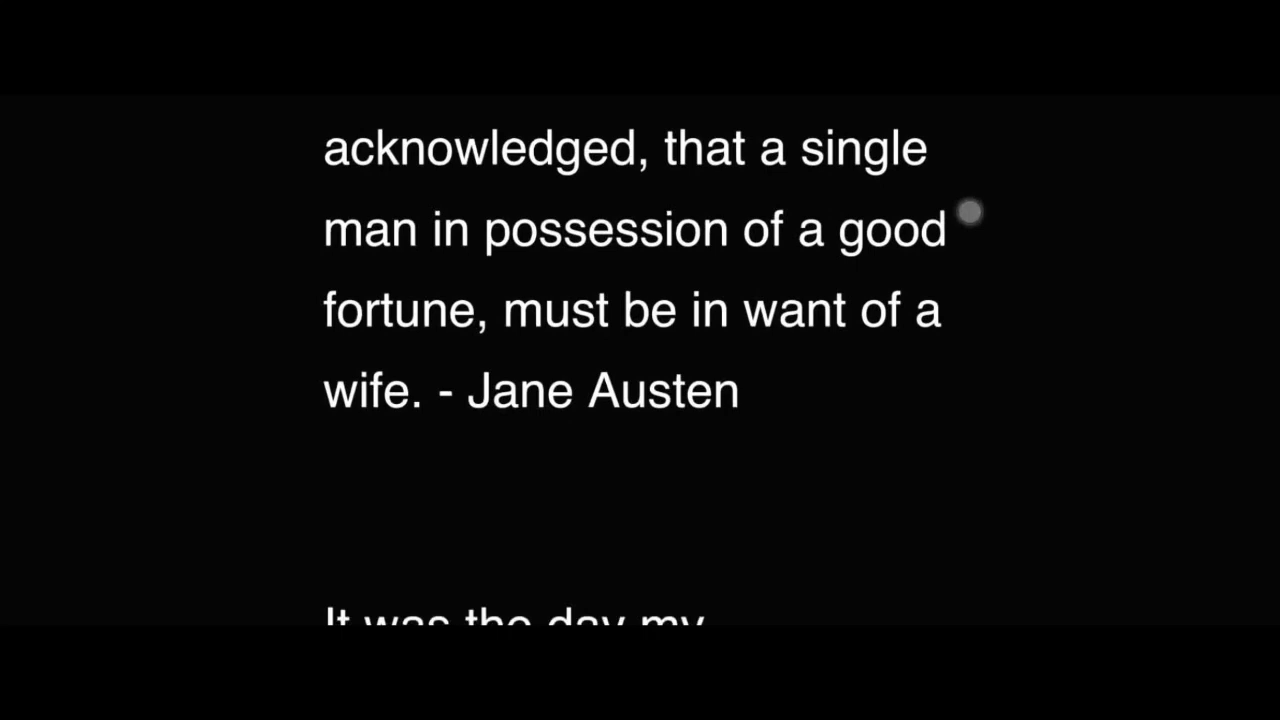 acknowledged, that a single
man in possession of a good
fortune, must be in want of a
wife. - Jane Austen
It was the day my